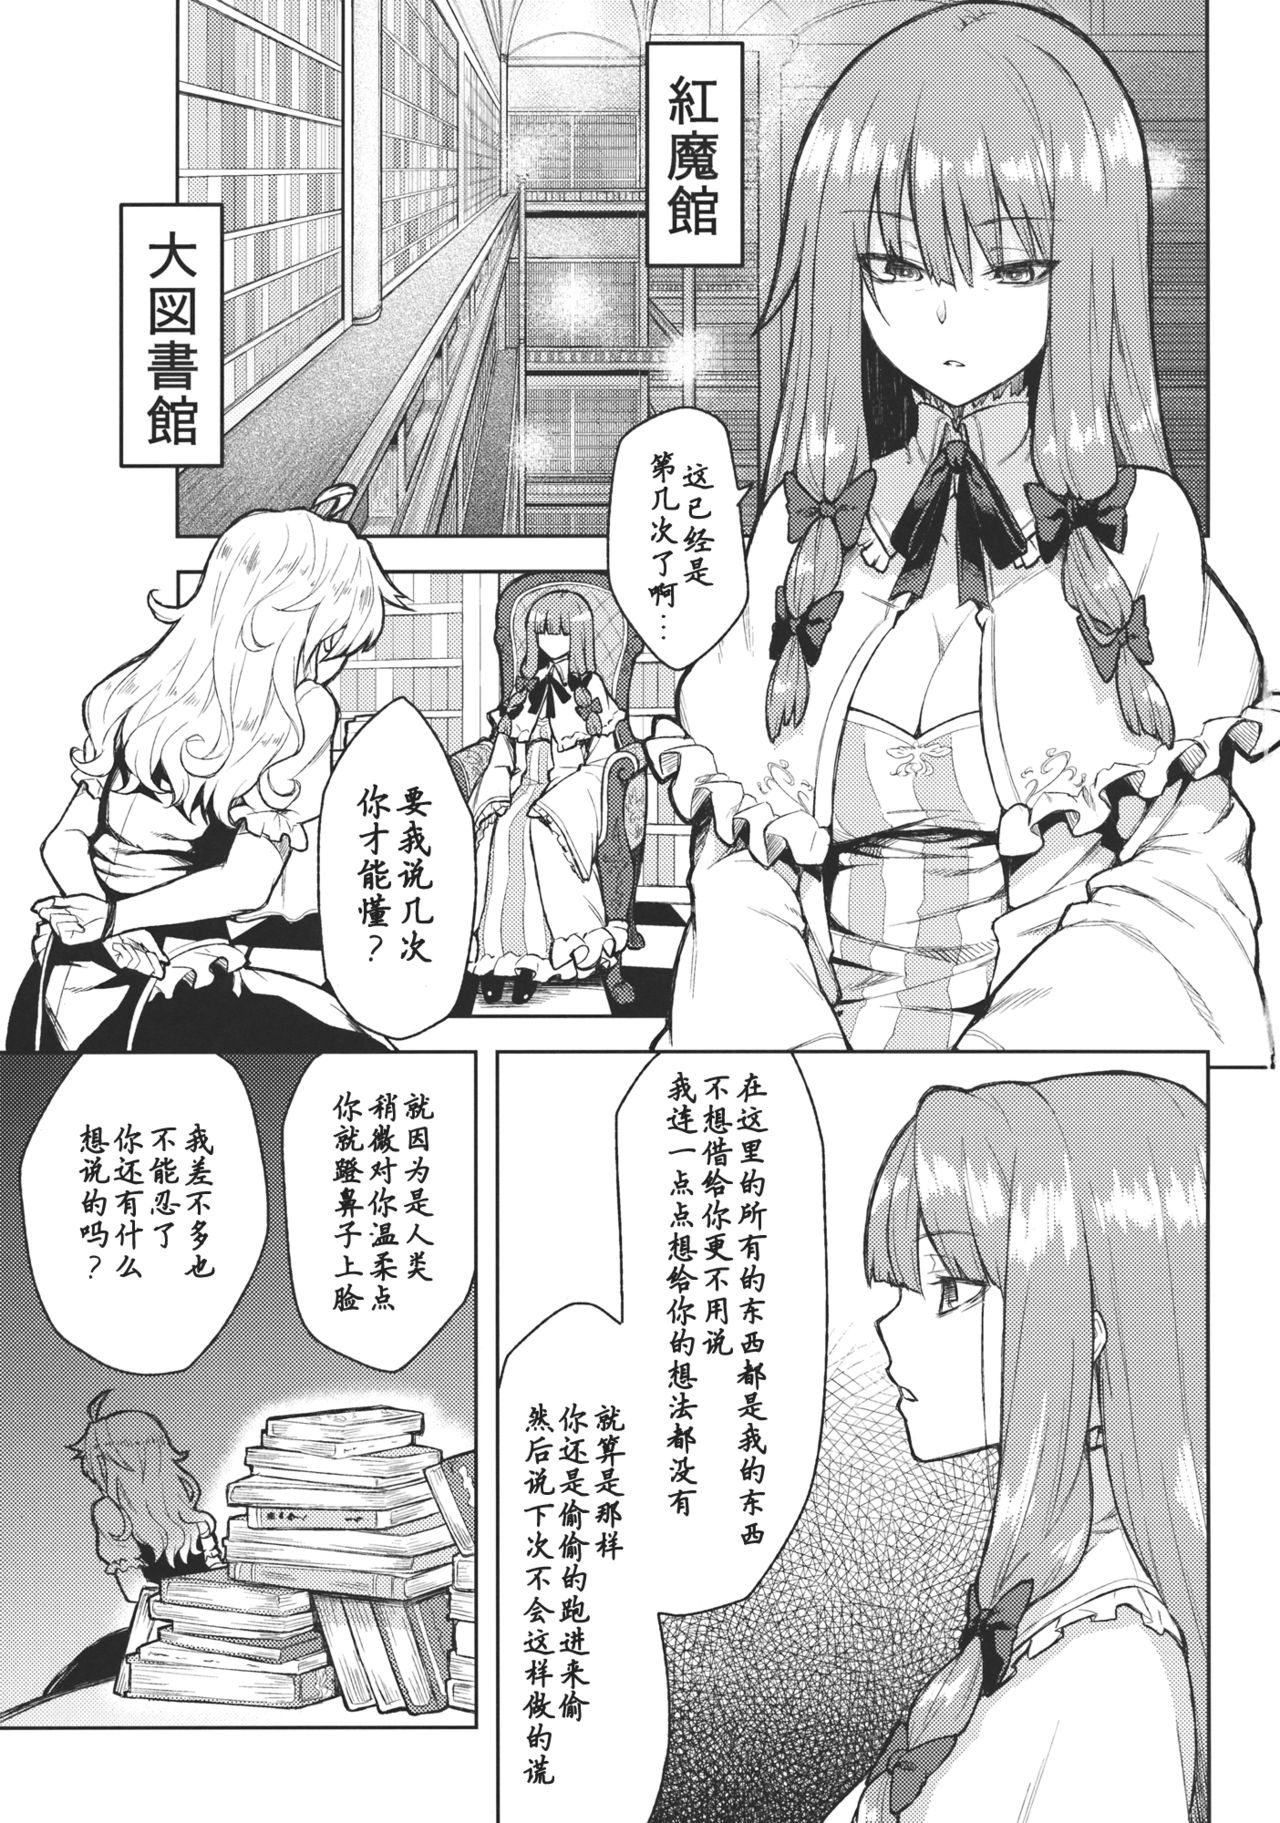 紅魔館
大図書館
这已经是
第几次了啊…
要我说几次
你才能懂？
在这里的所有的东西都是我的东西
不想借给你更不用说
我连一点点想给你的想法都没有
就算是那样
你还是偷偷的跑进来偷
然后说下次不会这样做的谎
就因为是人类
稍微对你温柔点
你就蹬鼻子上脸
我差不多也
不能忍了
你还有什么
想说的吗？